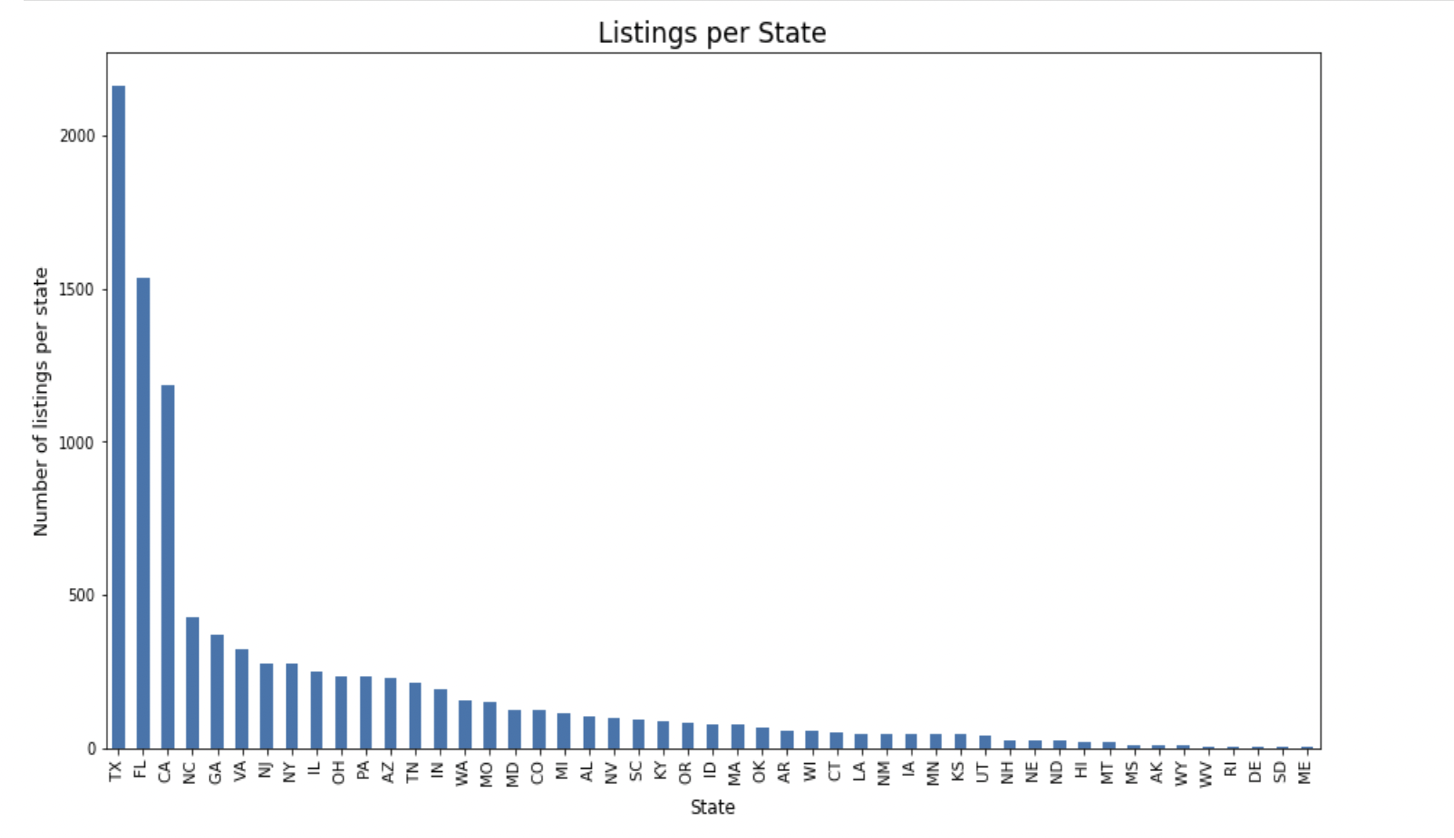 Listings per State
Number of listings per state
2000
1500
1000
500
0
TX FL CA NC GA VA NJ NY IL OH PA AZ TN IN WA MO MD CO MI AL NV SC KY OR ID MA OK AR WI CT LA NM IA MN KS UT NH NE ND HI MT MS AK WY WV RI DE SD ME
State